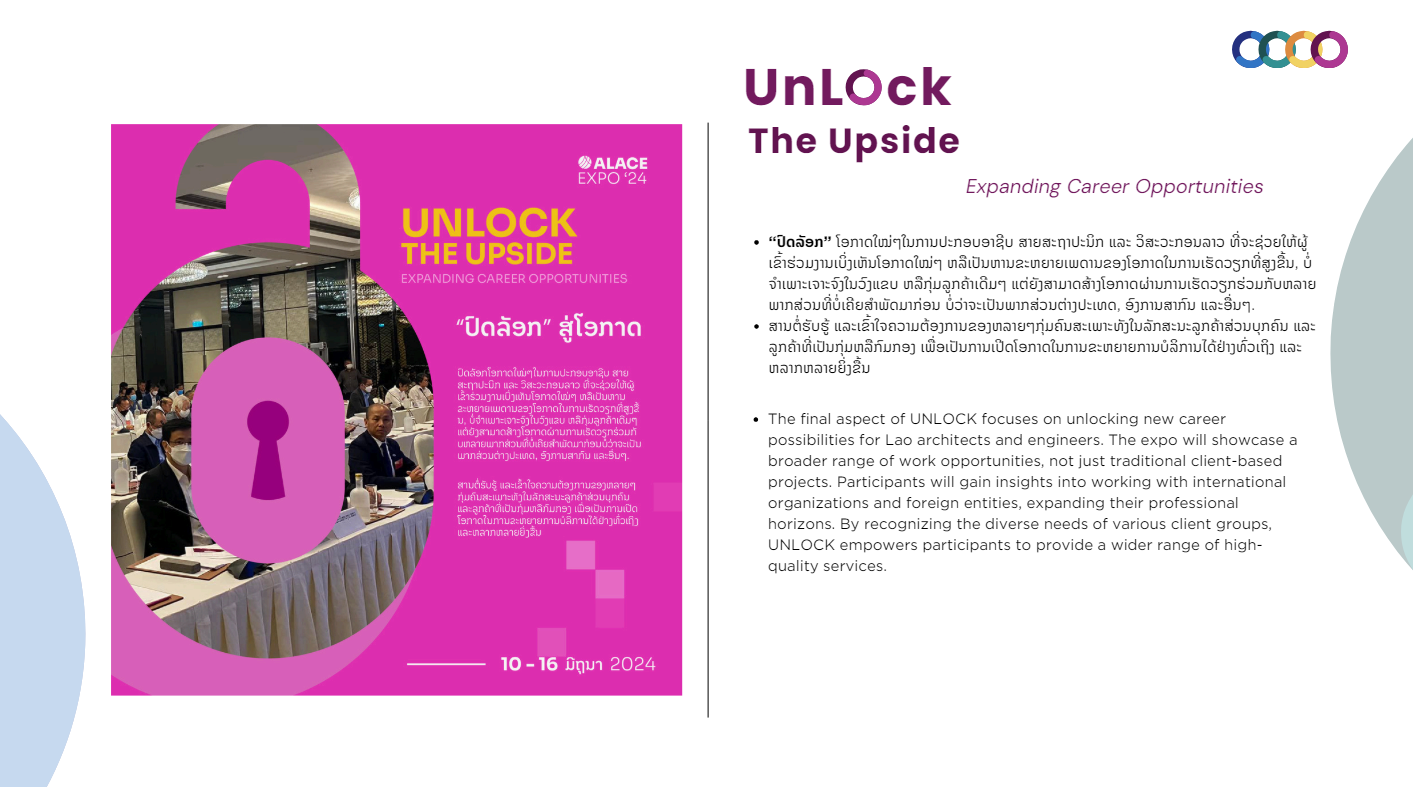 ALACE
EXPO ‘24
UNLOCK
THE UPSIDE
EXPANDING CAREER OPPORTUNITIES
“ປົດລັອກ” ສູ່ໂອກາດ
ປົດລັອກໂອກາດໃໝ່ໆໃນການປະກອບອາຊີບ ສາຍ
ສະຖາປະນິກ ແລະ ວິສະວະກອນລາວ ທີ່ຈະຊ່ວຍໃຫ້ຜູ້
ເຂົ້າຮ່ວມງານເບິ່ງເຫັນໂອກາດໃໝ່ໆ ຫລືເປັນການ
ຂະຫຍາຍເພດານຂອງໂອກາດໃນການເຮັດວຽກທີ່ສູງຂຶ້
ນ, ບໍ່ຈຳເພາະເຈາະຈົງໃນວົງແຂບ ຫລືກຸ່ມລູກຄ້າເດີມໆ
ແຕ່ຍັງສາມາດສ້າງໂອກາດຜ່ານການເຮັດວຽກຮ່ວມກັ
ບຫລາຍພາກສ່ວນທີ່ບໍ່ເຄີຍສຳພັດມາກ່ອນບໍ່ວ່າຈະເປັນ
ພາກສ່ວນຕ່າງປະເທດ, ອົງການສາກົນ ແລະອື່ນໆ.
ສານຕໍ່ຮັບຮູ້ ແລະເຂົ້າໃຈຄວາມຕ້ອງການຂອງຫລາຍໆ
ກຸ່ມຄົນສະເພາະທັງໃນລັກສະນະລູກຄ້າສ່ວນບຸກຄົນ
ແລະລູກຄ້າທີ່ເປັນກຸ່ມຫລືກົມກອງ ເພື່ອເປັນການເປີດ
ໂອກາດໃນການຂະຫຍາຍການບໍລິການໄດ້ຢ່າງທົ່ວເຖິງ
ແລະຫລາກຫລາຍຍິ່ງຂຶ້ນ
10 - 16 ມິຖຸນາ 2024
UnLOck
The Upside
Expanding Career Opportunities
• “ປົດລັອກ” ໂອກາດໃໝ່ໆໃນການປະກອບອາຊີບ ສາຍສະຖາປະນິກ ແລະ ວິສະວະກອນລາວ ທີ່ຈະຊ່ວຍໃຫ້ຜູ້
ເຂົ້າຮ່ວມງານເບິ່ງເຫັນໂອກາດໃໝ່ໆ ຫລືເປັນຫານຂະຫຍາຍເພດານຂອງໂອກາດໃນການເຮັດວຽກທີ່ສູງຂຶ້ນ, ບໍ່
ຈຳເພາະເຈາະຈົງໃນວົງແຂບ ຫລືກຸ່ມລູກຄ້າເດີມໆ ແຕ່ຍັງສາມາດສ້າງໂອກາດຜ່ານການເຮັດວຽກຮ່ວມກັບຫລາຍ
ພາກສ່ວນທີ່ບໍ່ເຄີຍສຳພັດມາກ່ອນ ບໍ່ວ່າຈະເປັນພາກສ່ວນຕ່າງປະເທດ, ອົງການສາກົນ ແລະອື່ນໆ.
• ສານຕໍ່ຮັບຮູ້ ແລະເຂົ້າໃຈຄວາມຕ້ອງການຂອງຫລາຍໆກຸ່ມຄົນສະເພາະທັງໃນລັກສະນະລູກຄ້າສ່ວນບຸກຄົນ ແລະ
ລູກຄ້າທີ່ເປັນກຸ່ມຫລືກົມກອງ ເພື່ອເປັນການເປີດໂອກາດໃນການຂະຫຍາຍການບໍລິການໄດ້ຢ່າງທົ່ວເຖິງ ແລະ
ຫລາກຫລາຍຍິ່ງຂຶ້ນ
• The final aspect of UNLOCK focuses on unlocking new career
possibilities for Lao architects and engineers. The expo will showcase a
broader range of work opportunities, not just traditional client-based
projects. Participants will gain insights into working with international
organizations and foreign entities, expanding their professional
horizons. By recognizing the diverse needs of various client groups,
UNLOCK empowers participants to provide a wider range of high-
quality services.